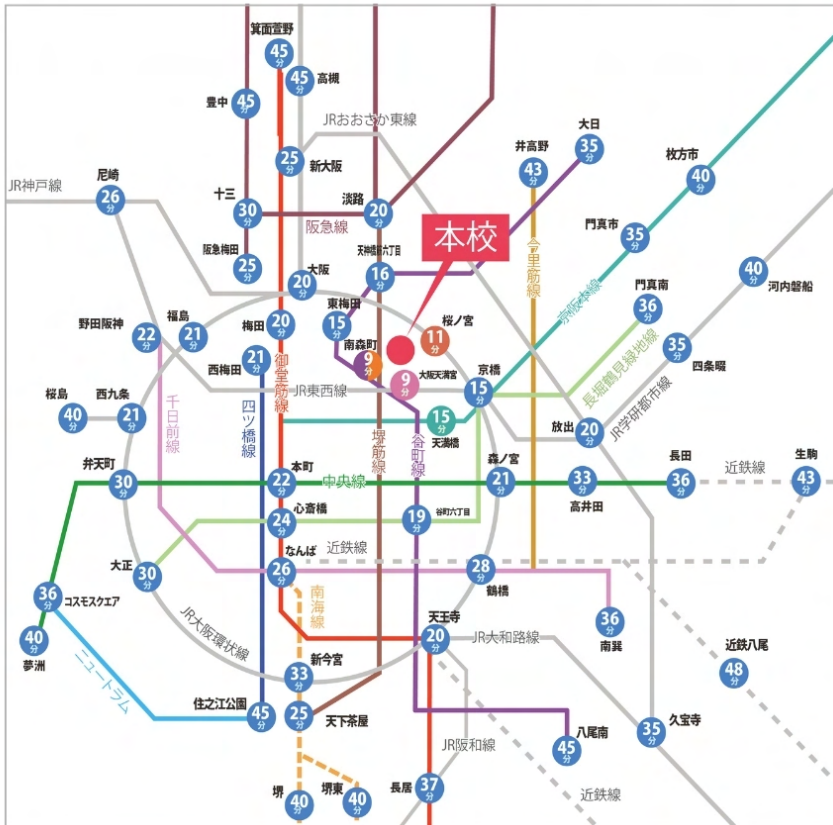 箕面萱野
45分
45分
高槻
豊中
45分
JRおおさか東線
大日
35分
井高野
43分
25分
新大阪
枚方市
40分
JR神戸線
尼崎
26分
十三
30分
淡路
20分
阪急線
本校
今里筋線
門真市
35分
阪急梅田
25分
天神橋筋六丁目
16分
大阪
20分
京阪本線
40分
河内磐船
門真南
36分
東梅田
15分
福島
21分
梅田
20分
野田阪神
22分
桜ノ宮
11分
南森町
9分
西梅田
21分
御堂筋線
JR東西線
9分
大阪天満宮
京橋
15分
長堀鶴見緑地線
35分
四条畷
JR学研都市線
桜島
40分
西九条
21分
千日前線
四ツ橋線
堺筋線
谷町線
15分
天満橋
放出
20分
弁天町
30分
本町
22分
中央線
森ノ宮
21分
33分
高井田
長田
36分
近鉄線
生駒
43分
心斎橋
24分
19分
谷町六丁目
なんば
26分
近鉄線
大正
30分
28分
鶴橋
36分
コスモスクエア
南海線
36分
南巽
JR大阪環状線
天王寺
20分
JR大和路線
40分
夢洲
ニュートラム
新今宮
33分
近鉄八尾
48分
住之江公園
45分
25分
天下茶屋
JR阪和線
八尾南
45分
35分
久宝寺
堺
40分
堺東
40分
長居
37分
近鉄線